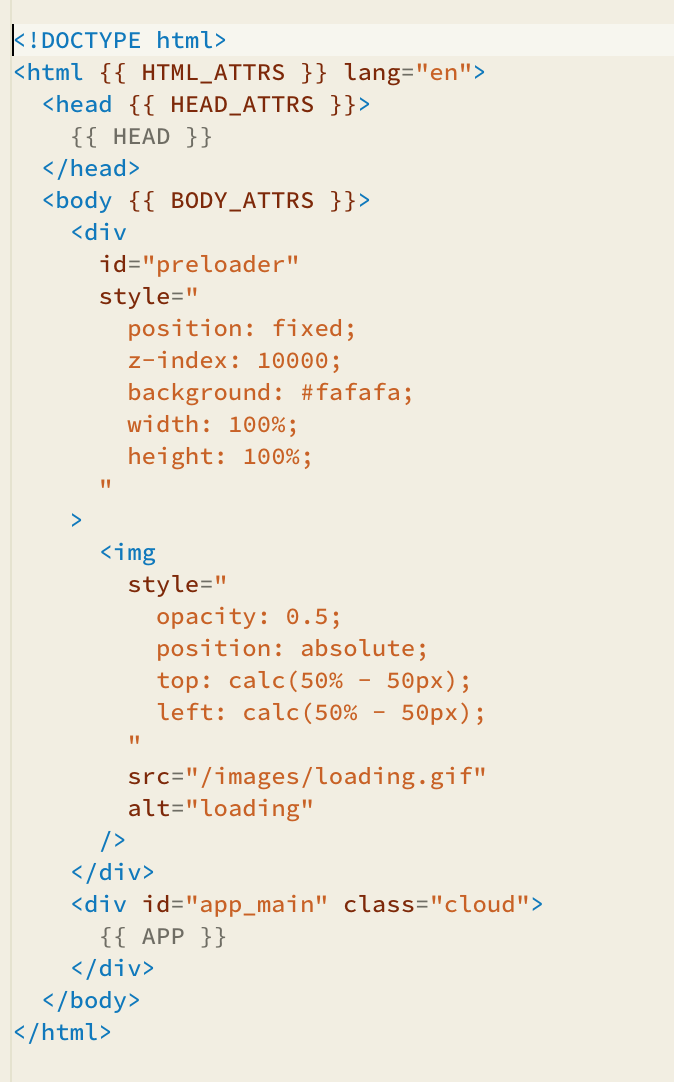 <!DOCTYPE html>
<html {{ HTML_ATTRS }} lang="en">
  <head {{ HEAD_ATTRS }}>
    {{ HEAD }}
  </head>
  <body {{ BODY_ATTRS }}>
    <div
      id="preloader"
      style="
        position: fixed;
        z-index: 10000;
        background: #fafafa;
        width: 100%;
        height: 100%;
      "
    >
      <img
        style="
          opacity: 0.5;
          position: absolute;
          top: calc(50% - 50px);
          left: calc(50% - 50px);
        "
        src="/images/loading.gif"
        alt="loading"
      />
    </div>
    <div id="app_main" class="cloud">
      {{ APP }}
    </div>
  </body>
</html>